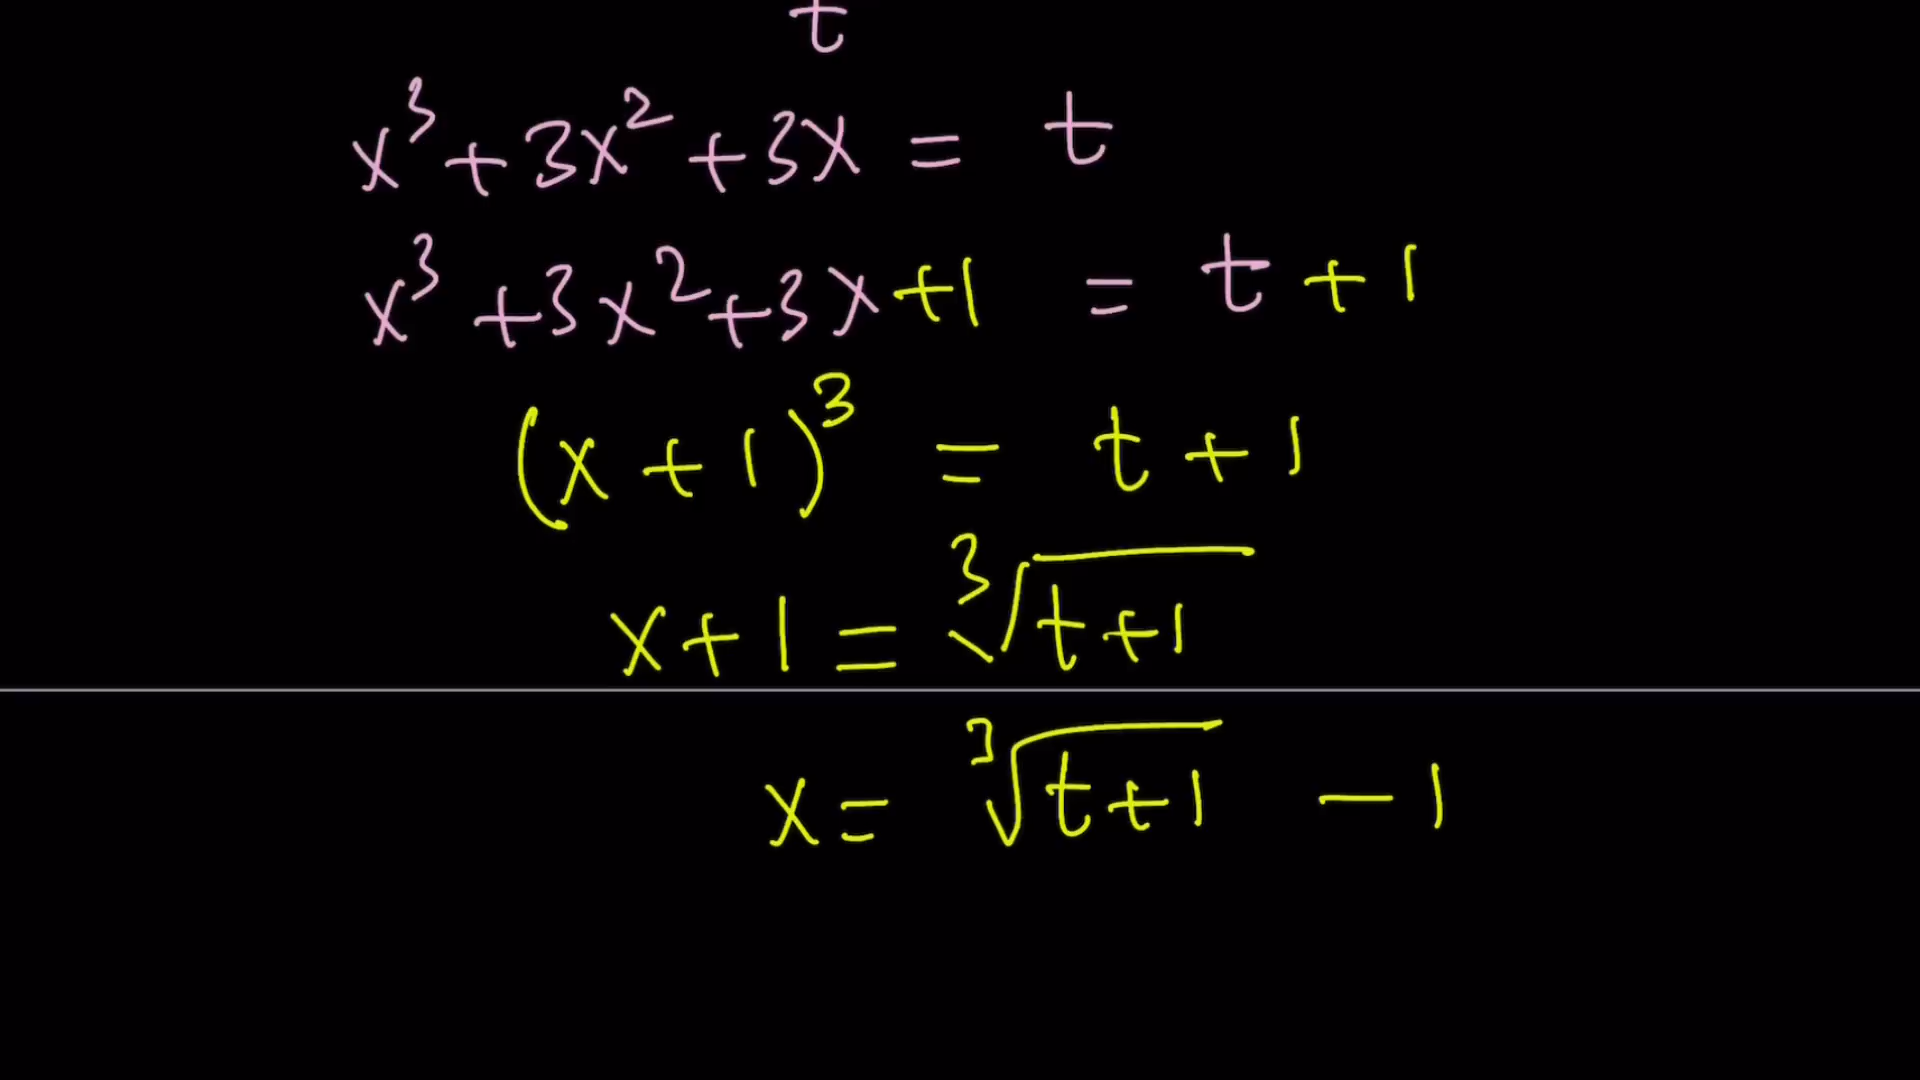 t
x³+3x²+3x = t
x³+3x²+3x+1 = t+1
(x+1)³ = t+1
x+1 = ∛(t+1)
x = ∛(t+1) - 1